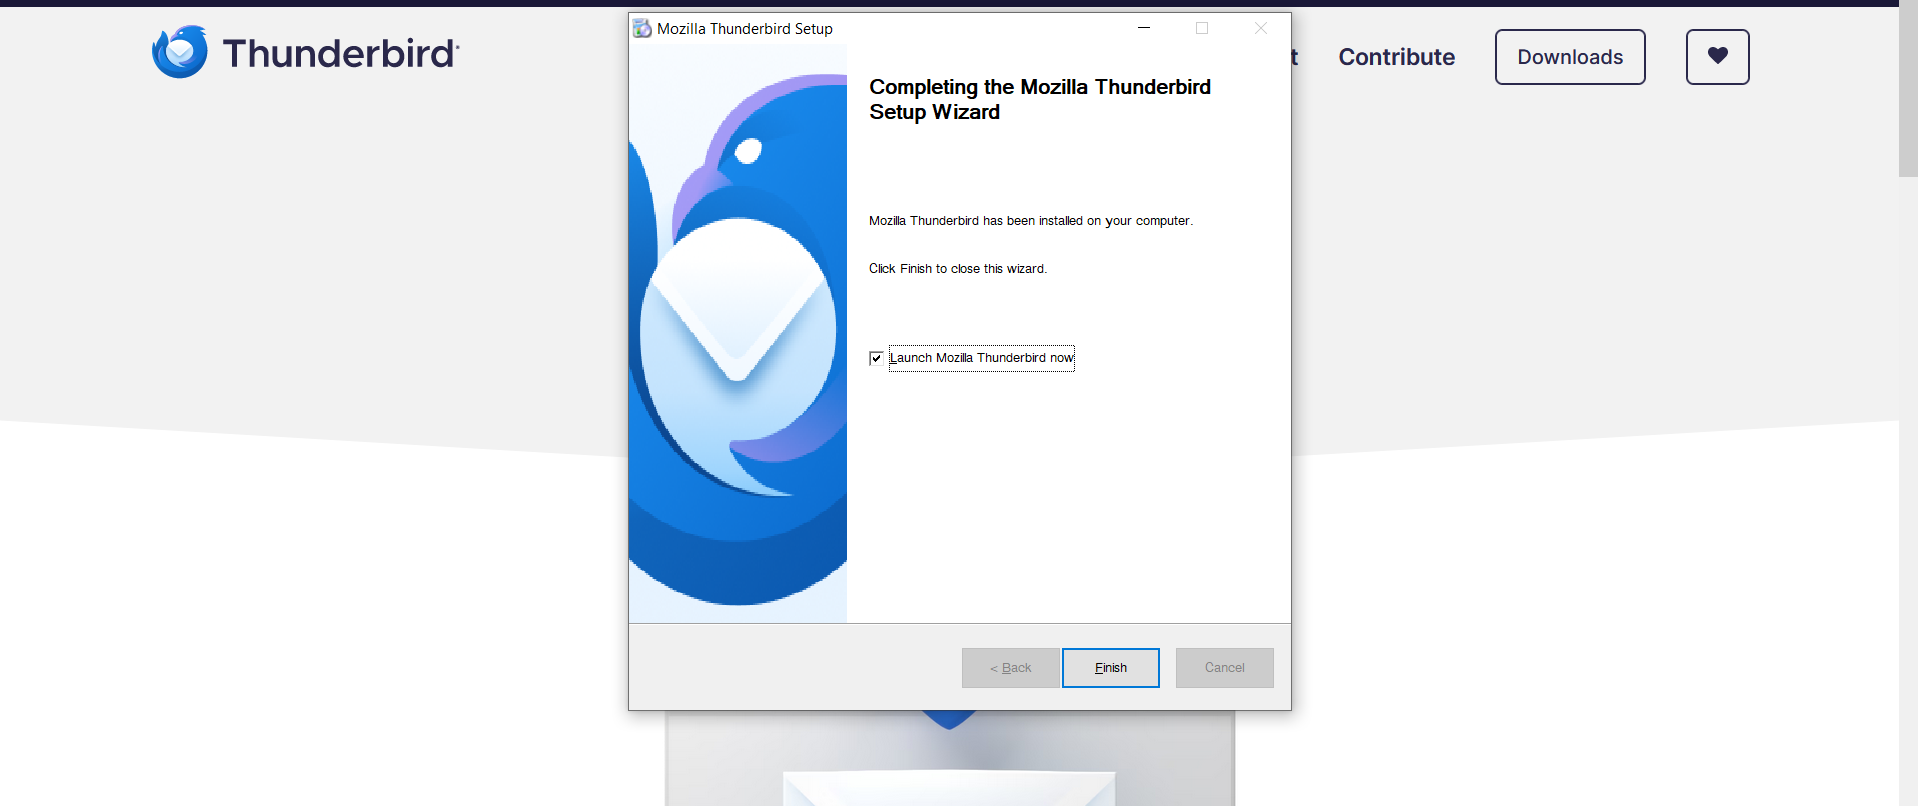 Mozilla Thunderbird Setup
Thunderbird
t
Contribute
Downloads
Completing the Mozilla Thunderbird
Setup Wizard
Mozilla Thunderbird has been installed on your computer.
Click Finish to close this wizard.
Launch Mozilla Thunderbird now
< Back
Finish
Cancel